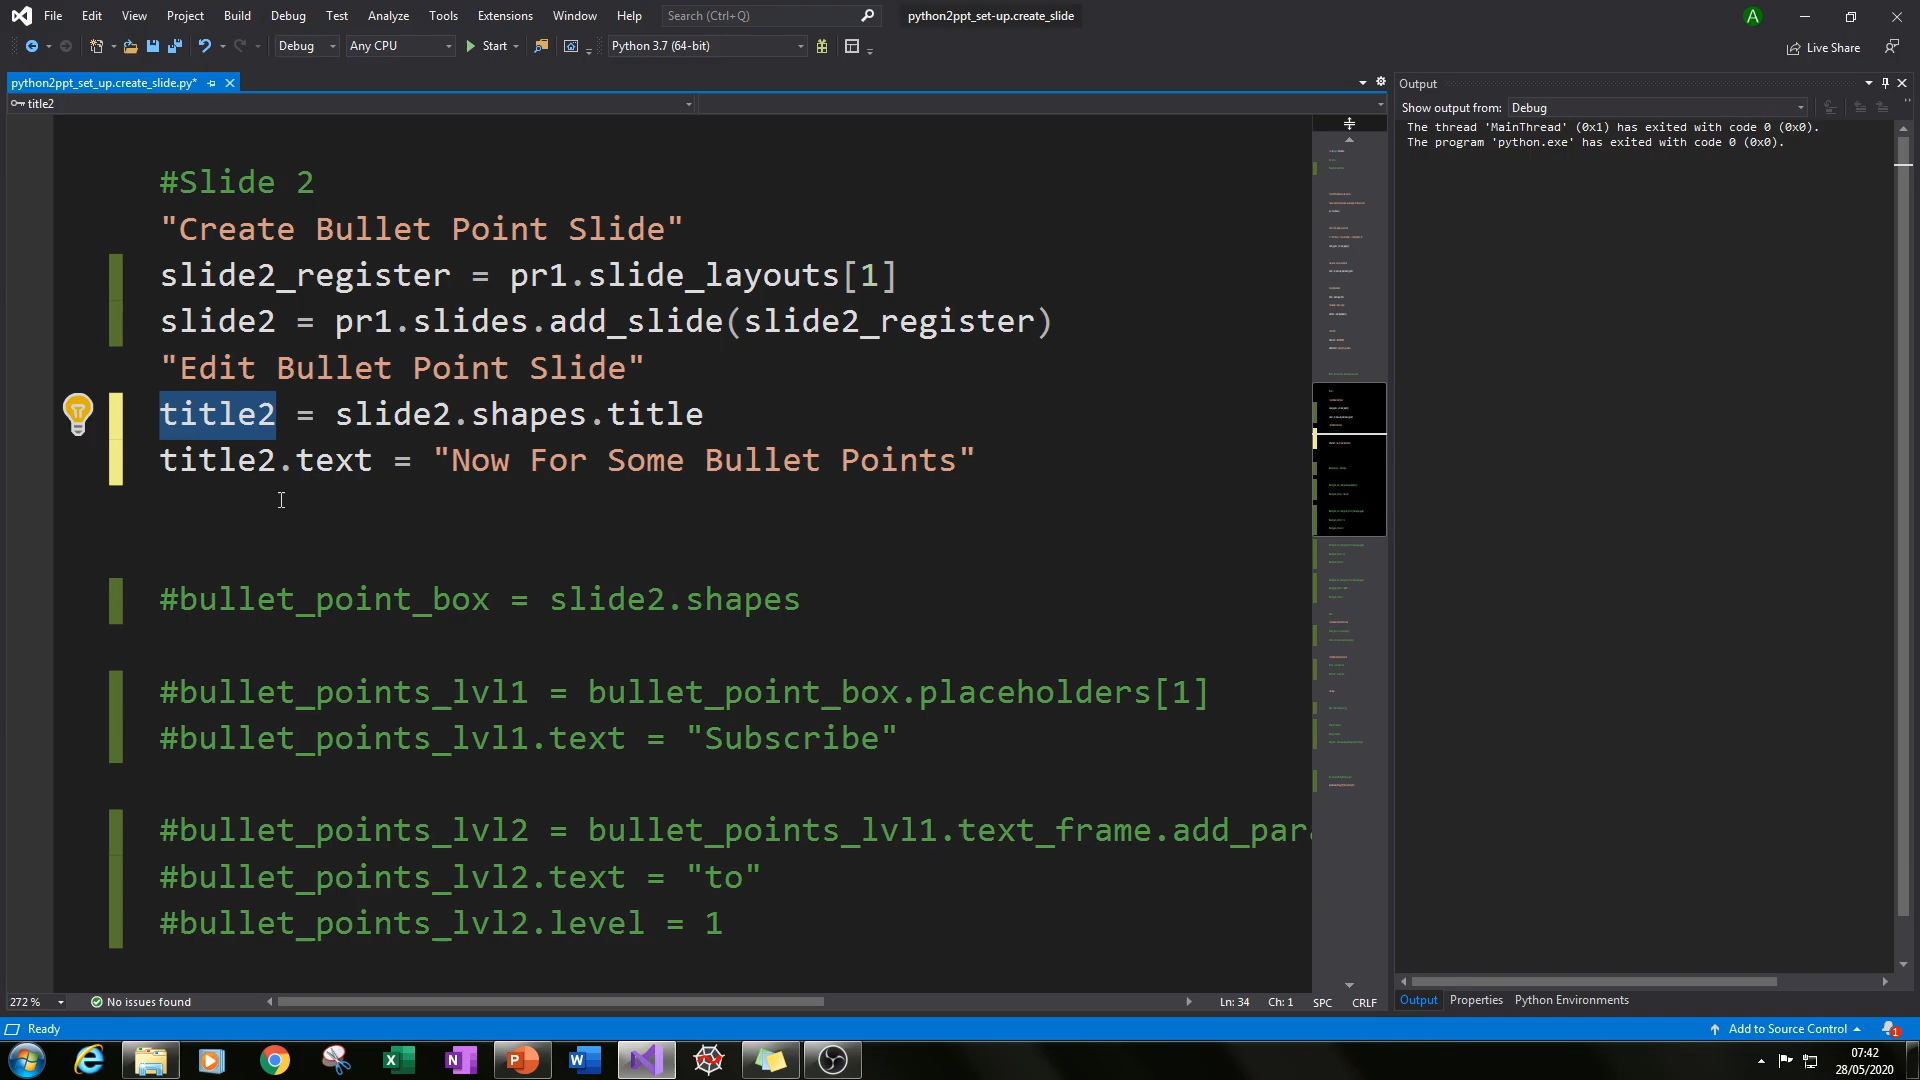 File Edit View Project Build Debug Test Analyze Tools Extensions Window Help Search (Ctrl+Q) python2ppt_set-up.create_slide A
Debug Any CPU Start Python 3.7 (64-bit) Live Share
python2ppt_set_up.create_slide.py*
title2
#Slide 2
"Create Bullet Point Slide"
slide2_register = pr1.slide_layouts[1]
slide2 = pr1.slides.add_slide(slide2_register)
"Edit Bullet Point Slide"
title2 = slide2.shapes.title
title2.text = "Now For Some Bullet Points"
#bullet_point_box = slide2.shapes
#bullet_points_lvl1 = bullet_point_box.placeholders[1]
#bullet_points_lvl1.text = "Subscribe"
#bullet_points_lvl2 = bullet_points_lvl1.text_frame.add_par
#bullet_points_lvl2.text = "to"
#bullet_points_lvl2.level = 1
272 % No issues found Ln: 34 Ch: 1 SPC CRLF
Output
Show output from: Debug
The thread 'MainThread' (0x1) has exited with code 0 (0x0).
The program 'python.exe' has exited with code 0 (0x0).
Output Properties Python Environments
Ready Add to Source Control 1
07:42
28/05/2020